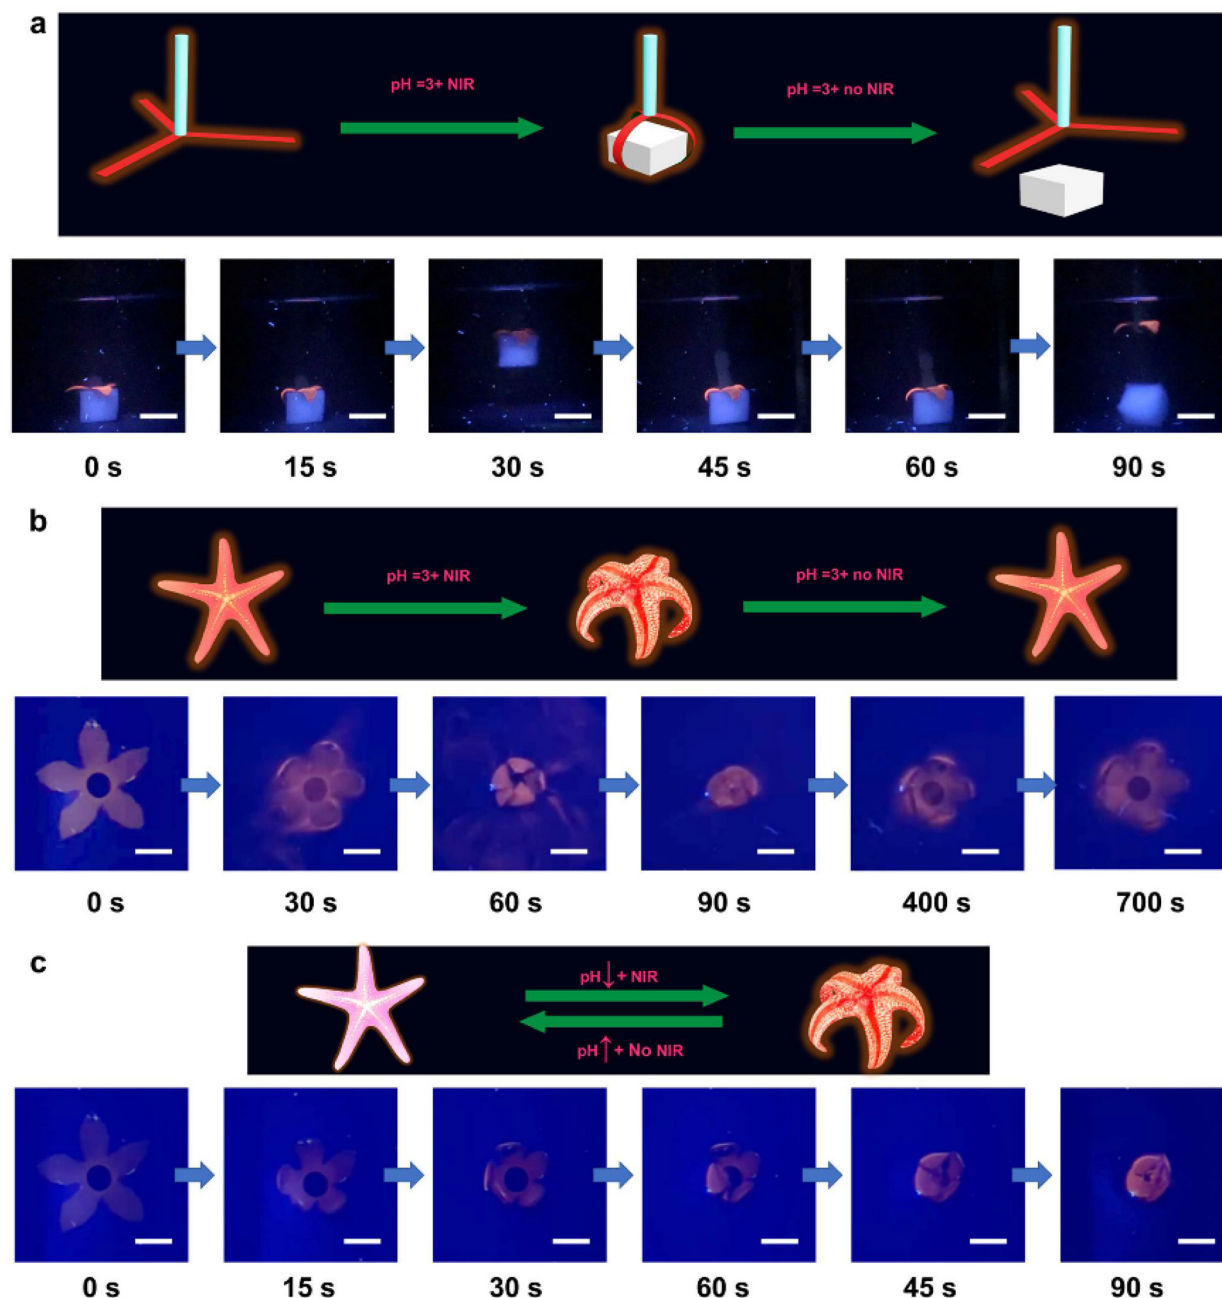 a
pH =3+ NIR
pH =3+ no NIR
0 s
15 s
30 s
45 s
60 s
90 s
b
pH =3+ NIR
pH =3+ no NIR
0 s
30 s
60 s
90 s
400 s
700 s
c
pH↓+ NIR
pH↑+ No NIR
0 s
15 s
30 s
60 s
45 s
90 s